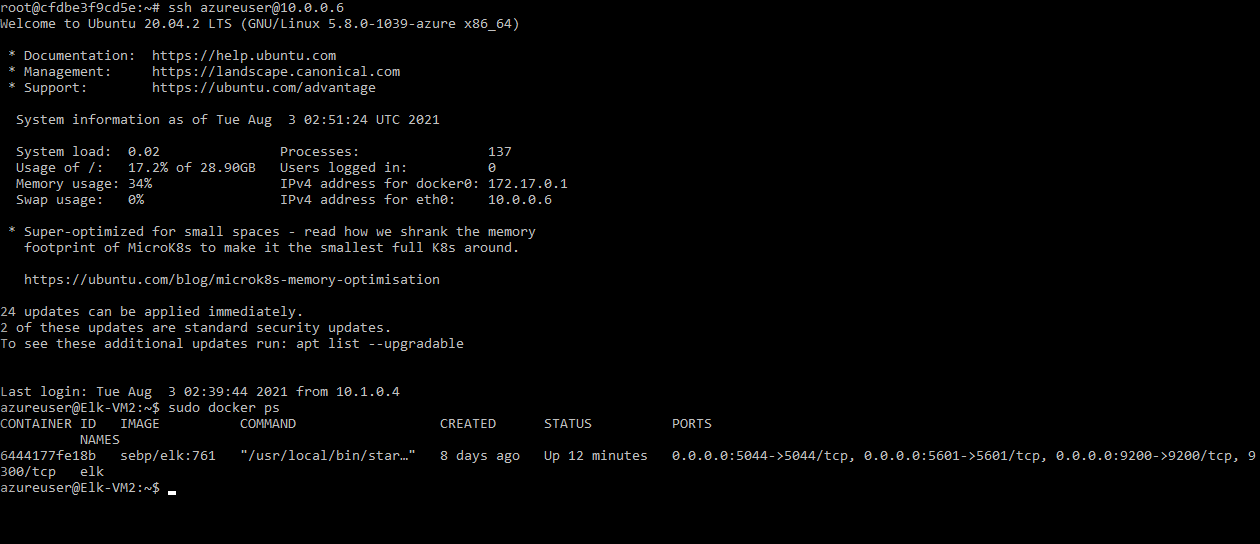 root@cfdbe3f9cd5e:~# ssh azureuser@10.0.0.6
Welcome to Ubuntu 20.04.2 LTS (GNU/Linux 5.8.0-1039-azure x86_64)

 * Documentation:  https://help.ubuntu.com
 * Management:     https://landscape.canonical.com
 * Support:        https://ubuntu.com/advantage

  System information as of Tue Aug  3 02:51:24 UTC 2021

  System load:  0.02               Processes:                137
  Usage of /:   17.2% of 28.90GB   Users logged in:          0
  Memory usage: 34%                IPv4 address for docker0: 172.17.0.1
  Swap usage:   0%                 IPv4 address for eth0:    10.0.0.6

 * Super-optimized for small spaces - read how we shrank the memory
   footprint of MicroK8s to make it the smallest full K8s around.

   https://ubuntu.com/blog/microk8s-memory-optimisation

24 updates can be applied immediately.
2 of these updates are standard security updates.
To see these additional updates run: apt list --upgradable


Last login: Tue Aug  3 02:39:44 2021 from 10.1.0.4
azureuser@Elk-VM2:~$ sudo docker ps
CONTAINER ID   IMAGE          COMMAND                  CREATED      STATUS          PORTS
          NAMES
6444177fe18b   sebp/elk:761   "/usr/local/bin/star…"   8 days ago   Up 12 minutes   0.0.0.0:5044->5044/tcp, 0.0.0.0:5601->5601/tcp, 0.0.0.0:9200->9200/tcp, 9
300/tcp   elk
azureuser@Elk-VM2:~$